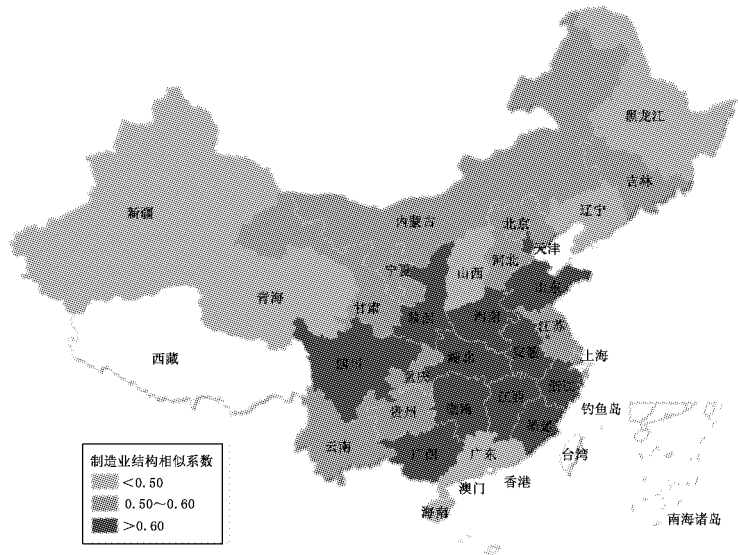 黑龙江
吉林
辽宁
新疆
内蒙古
北京
天津
河北
宁夏
山西
山东
青海
甘肃
陕西
河南
江苏
西藏
四川
湖北
安徽
上海
重庆
浙江
贵州
湖南
江西
钓鱼岛
福建
云南
广西
广东
台湾
澳门
香港
海南
南海诸岛
制造业结构相似系数
<0.50
0.50～0.60
>0.60